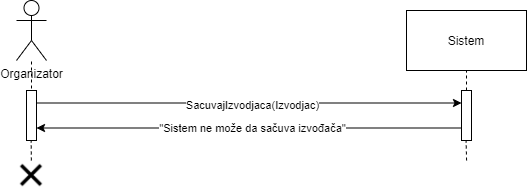 Sistem
Organizator
SacuvajIzvodjaca(Izvodjac)
"Sistem ne može da sačuva izvođača"